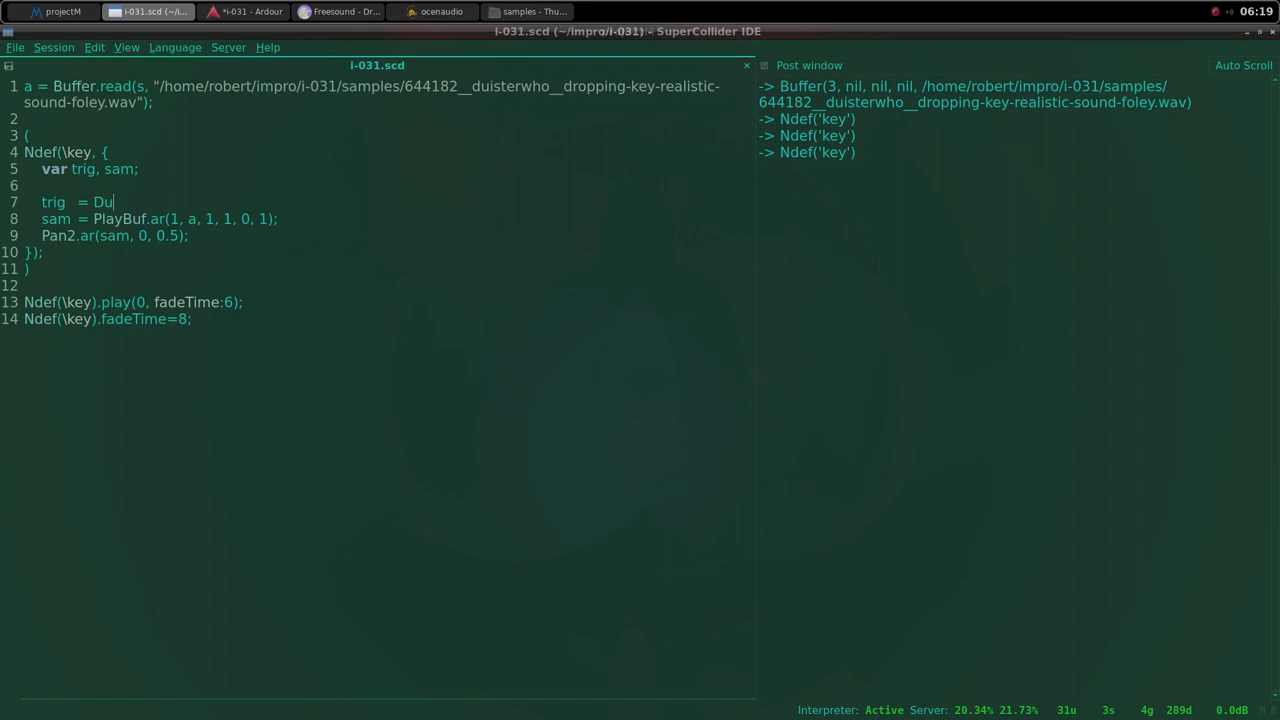 projectM
i-031.scd (~/i...
*i-031 - Ardour
Freesound - Dr...
ocenaudio
samples - Thu...
06:19
i-031.scd (~/impro/i-031) - SuperCollider IDE
File Session Edit View Language Server Help
i-031.scd
Post window
Auto Scroll
1 a = Buffer.read(s, "/home/robert/impro/i-031/samples/644182__duisterwho__dropping-key-realistic-
sound-foley.wav");
2
3 (
4 Ndef(\key, {
5 var trig, sam;
6
7 trig = Du
8 sam = PlayBuf.ar(1, a, 1, 1, 0, 1);
9 Pan2.ar(sam, 0, 0.5);
10 });
11 )
12
13 Ndef(\key).play(0, fadeTime:6);
14 Ndef(\key).fadeTime=8;
-> Buffer(3, nil, nil, nil, /home/robert/impro/i-031/samples/
644182__duisterwho__dropping-key-realistic-sound-foley.wav)
-> Ndef('key')
-> Ndef('key')
-> Ndef('key')
Interpreter: Active Server: 20.34% 21.73% 31u 3s 4g 289d 0.0dB